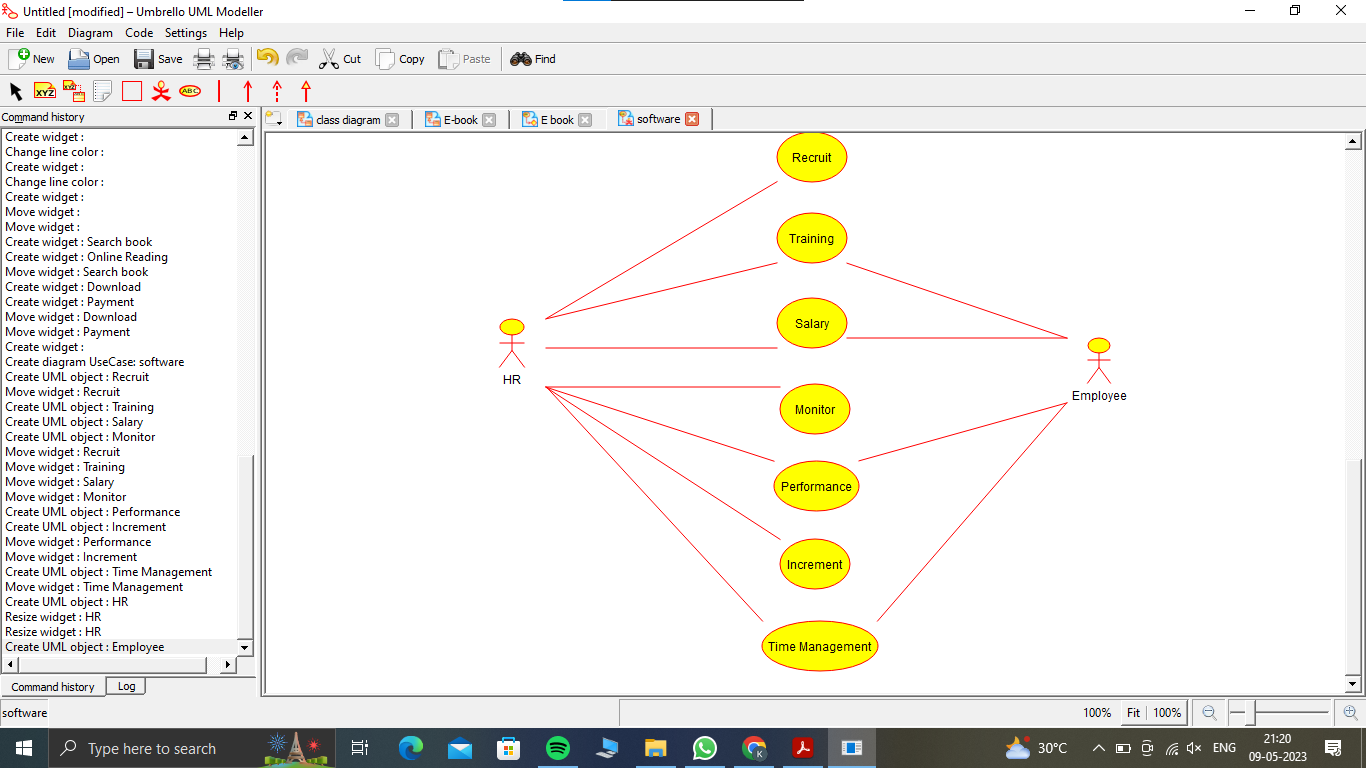 Untitled [modified] – Umbrello UML Modeller
File Edit Diagram Code Settings Help
New Open Save Cut Copy Paste Find
XYZ XYZ ABC
Command history
class diagram E-book E book software
Create widget :
Change line color :
Create widget :
Change line color :
Create widget :
Move widget :
Move widget :
Create widget : Search book
Create widget : Online Reading
Move widget : Search book
Create widget : Download
Create widget : Payment
Move widget : Download
Move widget : Payment
Create widget :
Create diagram UseCase: software
Create UML object : Recruit
Move widget : Recruit
Create UML object : Training
Create UML object : Salary
Create UML object : Monitor
Move widget : Recruit
Move widget : Training
Move widget : Salary
Move widget : Monitor
Create UML object : Performance
Create UML object : Increment
Move widget : Performance
Move widget : Increment
Create UML object : Time Management
Move widget : Time Management
Create UML object : HR
Resize widget : HR
Resize widget : HR
Create UML object : Employee
Command history Log
Recruit
Training
Salary
HR
Employee
Monitor
Performance
Increment
Time Management
software
100% Fit 100%
Type here to search
K
30°C
ENG
21:20
09-05-2023